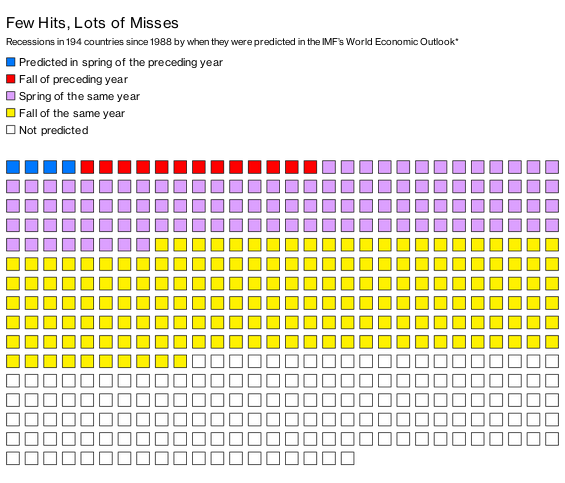 Few Hits, Lots of Misses
Recessions in 194 countries since 1988 by when they were predicted in the IMF's World Economic Outlook*
Predicted in spring of the preceding year
Fall of preceding year
Spring of the same year
Fall of the same year
Not predicted